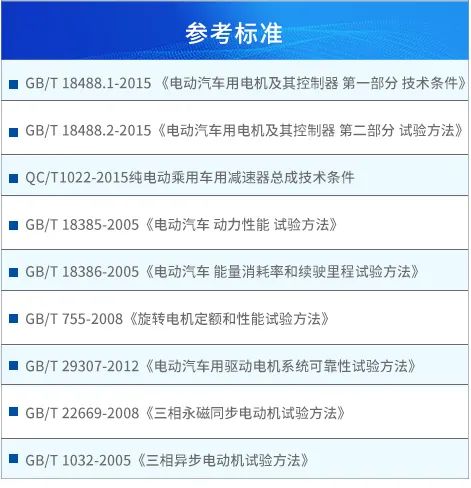 参考标准
GB/T 18488.1-2015 《电动汽车用电机及其控制器 第一部分 技术条件》
GB/T 18488.2-2015《电动汽车用电机及其控制器 第二部分 试验方法》
QC/T1022-2015纯电动乘用车用减速器总成技术条件
GB/T 18385-2005《电动汽车 动力性能 试验方法》
GB/T 18386-2005《电动汽车 能量消耗率和续驶里程试验方法》
GB/T 755-2008《旋转电机定额和性能试验方法》
GB/T 29307-2012《电动汽车用驱动电机系统可靠性试验方法》
GB/T 22669-2008《三相永磁同步电动机试验方法》
GB/T 1032-2005《三相异步电动机试验方法》